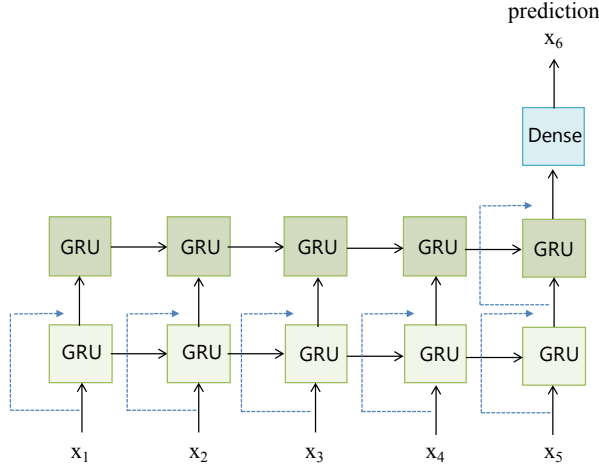 prediction
x₆
Dense
GRU GRU GRU GRU GRU
GRU GRU GRU GRU GRU
x₁ x₂ x₃ x₄ x₅